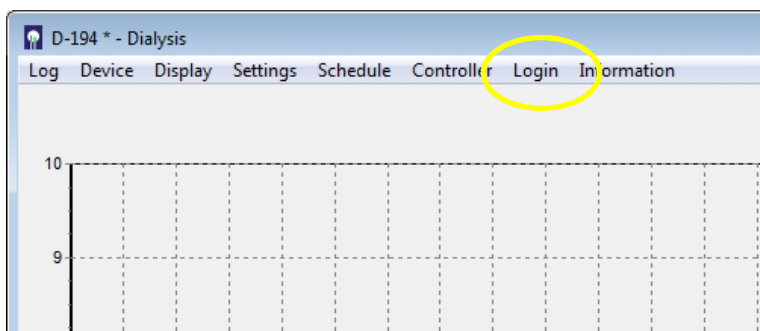 D-194 * - Dialysis
Log Device Display Settings Schedule Controller Login Information
10
9